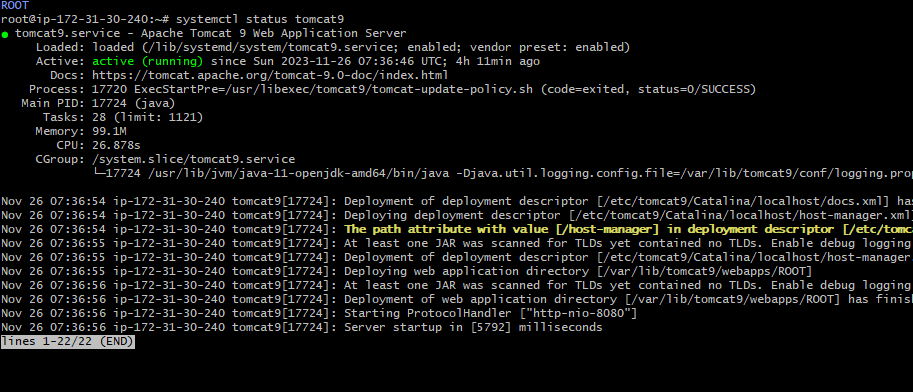 ROOT
root@ip-172-31-30-240:~# systemctl status tomcat9
● tomcat9.service - Apache Tomcat 9 Web Application Server
Loaded: loaded (/lib/systemd/system/tomcat9.service; enabled; vendor preset: enabled)
Active: active (running) since Sun 2023-11-26 07:36:46 UTC; 4h 11min ago
Docs: https://tomcat.apache.org/tomcat-9.0-doc/index.html
Process: 17720 ExecStartPre=/usr/libexec/tomcat9/tomcat-update-policy.sh (code=exited, status=0/SUCCESS)
Main PID: 17724 (java)
Tasks: 28 (limit: 1121)
Memory: 99.1M
CPU: 26.878s
CGroup: /system.slice/tomcat9.service
└─17724 /usr/lib/jvm/java-11-openjdk-amd64/bin/java -Djava.util.logging.config.file=/var/lib/tomcat9/conf/logging.prop
Nov 26 07:36:54 ip-172-31-30-240 tomcat9[17724]: Deployment of deployment descriptor [/etc/tomcat9/Catalina/localhost/docs.xml] has
Nov 26 07:36:54 ip-172-31-30-240 tomcat9[17724]: Deploying deployment descriptor [/etc/tomcat9/Catalina/localhost/host-manager.xml]
Nov 26 07:36:54 ip-172-31-30-240 tomcat9[17724]: The path attribute with value [/host-manager] in deployment descriptor [/etc/tomc
Nov 26 07:36:55 ip-172-31-30-240 tomcat9[17724]: At least one JAR was scanned for TLDs yet contained no TLDs. Enable debug logging
Nov 26 07:36:55 ip-172-31-30-240 tomcat9[17724]: Deployment of deployment descriptor [/etc/tomcat9/Catalina/localhost/host-manager.
Nov 26 07:36:55 ip-172-31-30-240 tomcat9[17724]: Deploying web application directory [/var/lib/tomcat9/webapps/ROOT]
Nov 26 07:36:56 ip-172-31-30-240 tomcat9[17724]: At least one JAR was scanned for TLDs yet contained no TLDs. Enable debug logging
Nov 26 07:36:56 ip-172-31-30-240 tomcat9[17724]: Deployment of web application directory [/var/lib/tomcat9/webapps/ROOT] has finis
Nov 26 07:36:56 ip-172-31-30-240 tomcat9[17724]: Starting ProtocolHandler ["http-nio-8080"]
Nov 26 07:36:56 ip-172-31-30-240 tomcat9[17724]: Server startup in [5792] milliseconds
lines 1-22/22 (END)